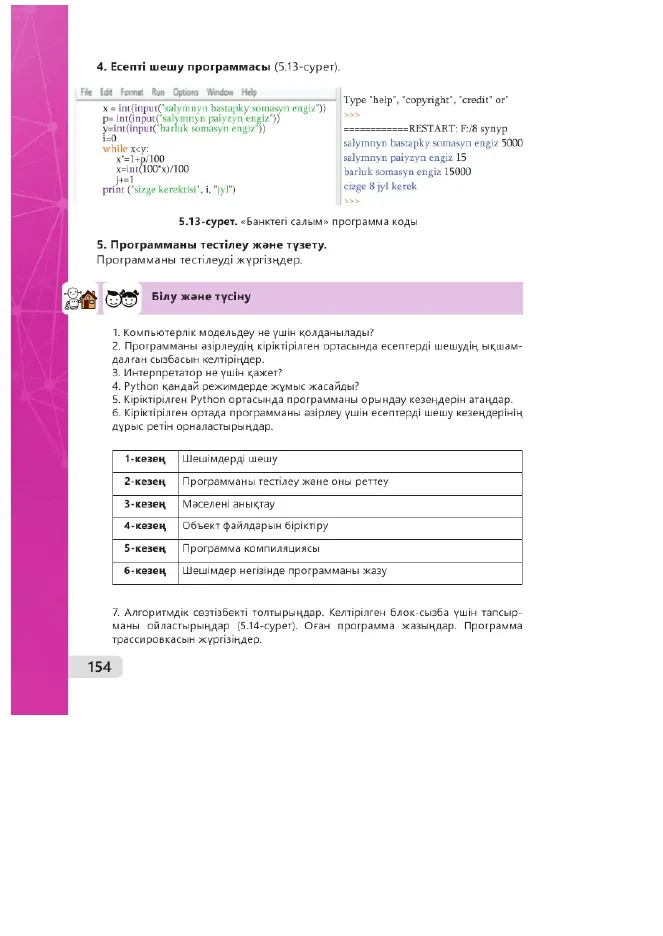 4. Есепті шешу программасы (5.13-сурет).
File Edit Format Run Options Window Help
x = int(input("salymnyn bastapky somasyn engiz"))
p= int(input("salymnyn paiyzyn engiz"))
y=int(input("barluk somasyn engiz"))
i=0
while x<y:
x*=1+p/100
x=int(100*x)/100
i+=1
print ("sizge kerektisi", i, "jyl")
Type "help", "copyright", "credit" or"
>>>
============RESTART: F:/8 synyp
salymnyn bastapky somasyn engiz 5000
salymnyn paiyzyn engiz 15
barluk somasyn engiz 15000
cizge 8 jyl kerek
>>>
5.13-сурет. «Банктегі салым» программа коды
5. Программаны тестілеу және түзету.
Программаны тестілеуді жүргізңдер.
Білу және түсіну
1. Компьютерлік модельдеу не үшін қолданылады?
2. Программаны әзірлеудің кіріктірілген ортасында есептерді шешудің ықшам-
далған сызбасын келтіріңдер.
3. Интерпретатор не үшін қажет?
4. Python қандай режимдерде жұмыс жасайды?
5. Кіріктірілген Python ортасында программаны орындау кезеңдерін атаңдар.
6. Кіріктірілген ортада программаны әзірлеу үшін есептерді шешу кезеңдерінің
дұрыс ретін орналастырыңдар.
1-кезең Шешімдерді шешу
2-кезең Программаны тестілеу және оны реттеу
3-кезең Мәселені анықтау
4-кезең Объект файлдарын біріктіру
5-кезең Программа компиляциясы
6-кезең Шешімдер негізінде программаны жазу
7. Алгоритмдік сөзтізбекті толтырыңдар. Келтірілген блок-сызба үшін тапсыр-
маны ойластырыңдар (5.14-сурет). Оған программа жазыңдар. Программа
трассировкасын жүргізіңдер.
154